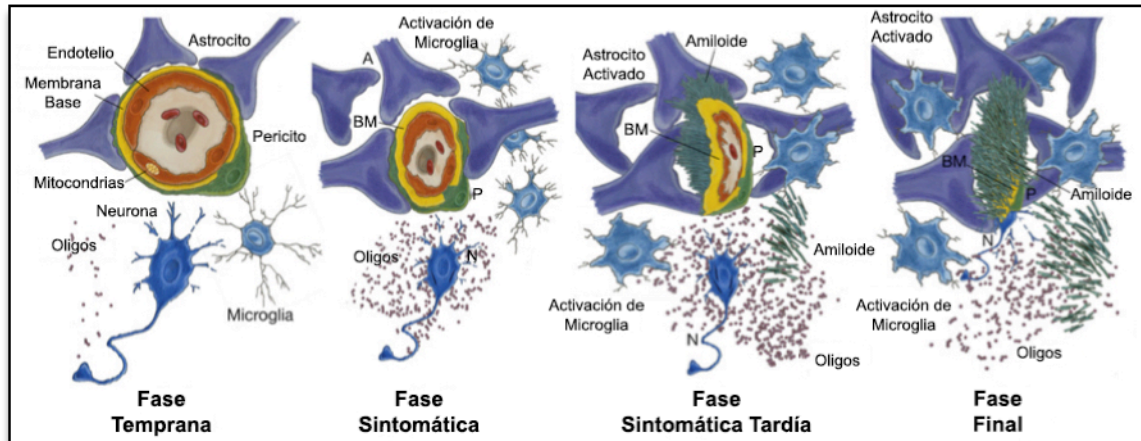 Endotelio
Astrocito
Membrana
Base
Pericito
Mitocondrias
Neurona
Oligos
Microglia
Fase
Temprana
Activación de
Microglia
A
BM
P
Oligos
N
Fase
Sintomática
Astrocito
Activado
Amiloide
BM
P
Amiloide
Activación de
Microglia
N
Oligos
Fase
Sintomática Tardía
Astrocito
Activado
BM
P
Amiloide
N
Activación de
Microglia
Oligos
Fase
Final